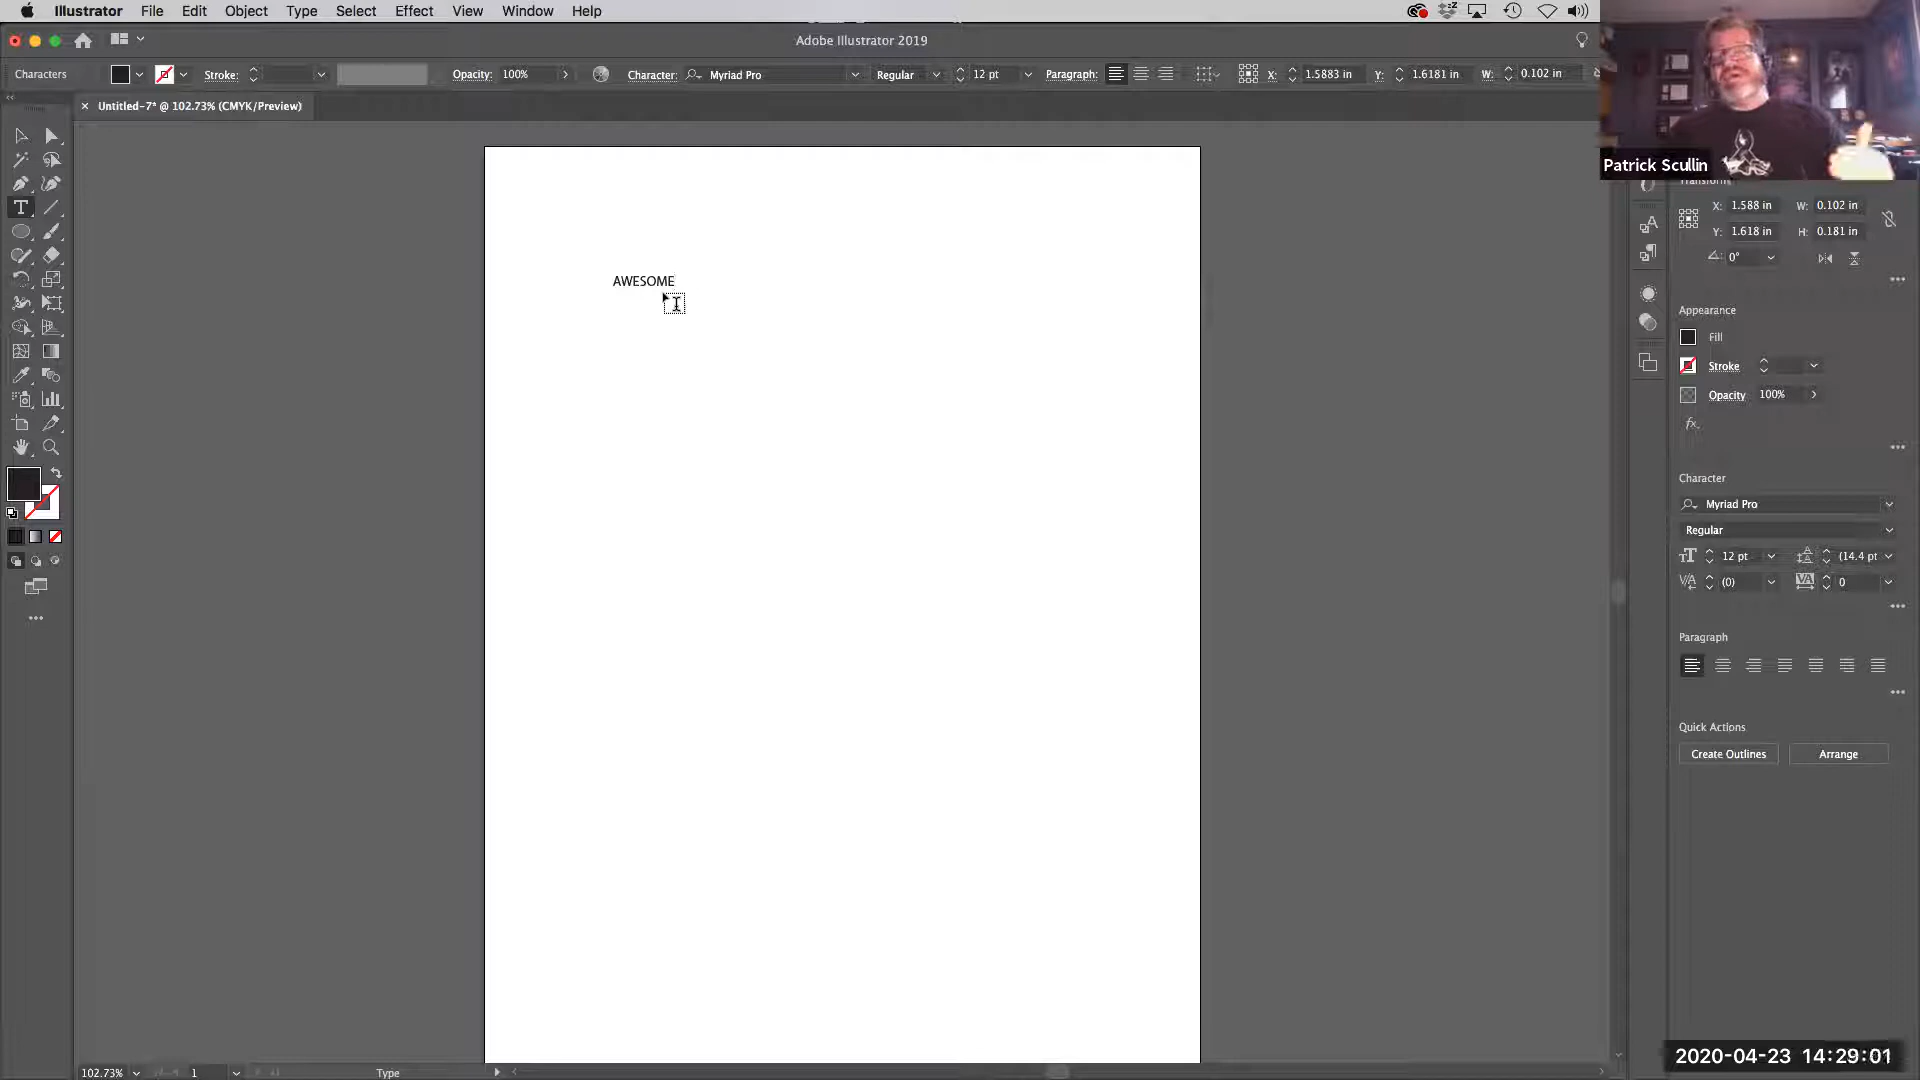 Illustrator File Edit Object Type Select Effect View Window Help
Adobe Illustrator 2019
Characters Stroke: Opacity: 100% Character: Myriad Pro Regular 12 pt Paragraph: X: 1.5883 in Y: 1.6181 in W: 0.102 in
× Untitled-7* @ 102.73% (CMYK/Preview)
Patrick Scullin
Transform
X: 1.588 in W: 0.102 in
Y: 1.618 in H: 0.181 in
0°
AWESOME
Appearance
Fill
Stroke
Opacity 100%
fx.
Character
Myriad Pro
Regular
12 pt (14.4 pt
(0) 0
Paragraph
Quick Actions
Create Outlines Arrange
2020-04-23 14:29:01
102.73% 1 Type